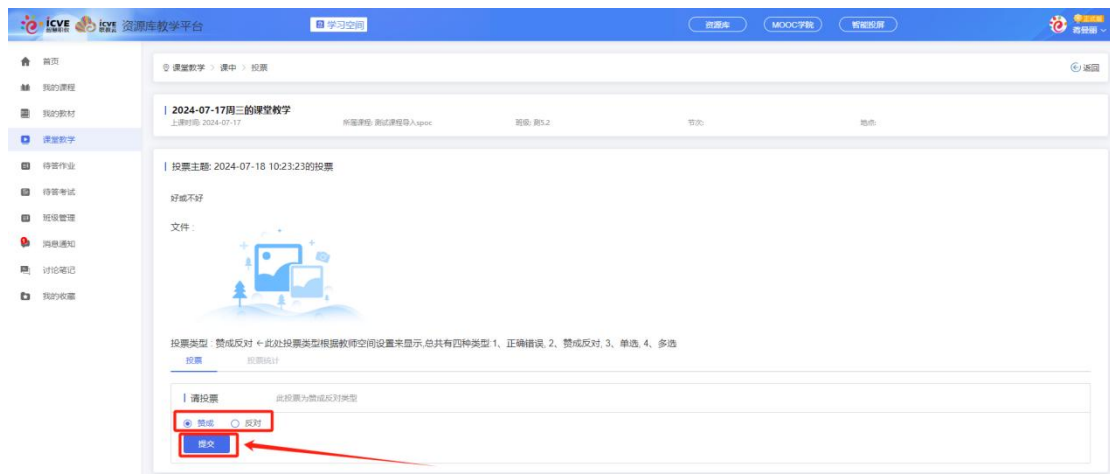 icve 智慧职教 icve 职教云 资源库教学平台
学习空间
资源库
MOOC学院
智能投屏
首页
我的课程
我的教材
课堂教学
待答作业
待答考试
班级管理
消息通知
讨论笔记
我的收藏
课堂教学 > 课中 > 投票
返回
2024-07-17周三的课堂教学
上课时间: 2024-07-17 所属课程: 测试课程导入spoc 班级: 测5.2 节次: 地点:
投票主题: 2024-07-18 10:23:23的投票
好或不好
文件 :
投票类型 : 赞成反对 ←此处投票类型根据教师空间设置来显示,总共有四种类型:1、正确错误, 2、赞成反对, 3、单选, 4、多选
投票 投票统计
请投票 此投票为赞成反对类型
赞成 反对
提交